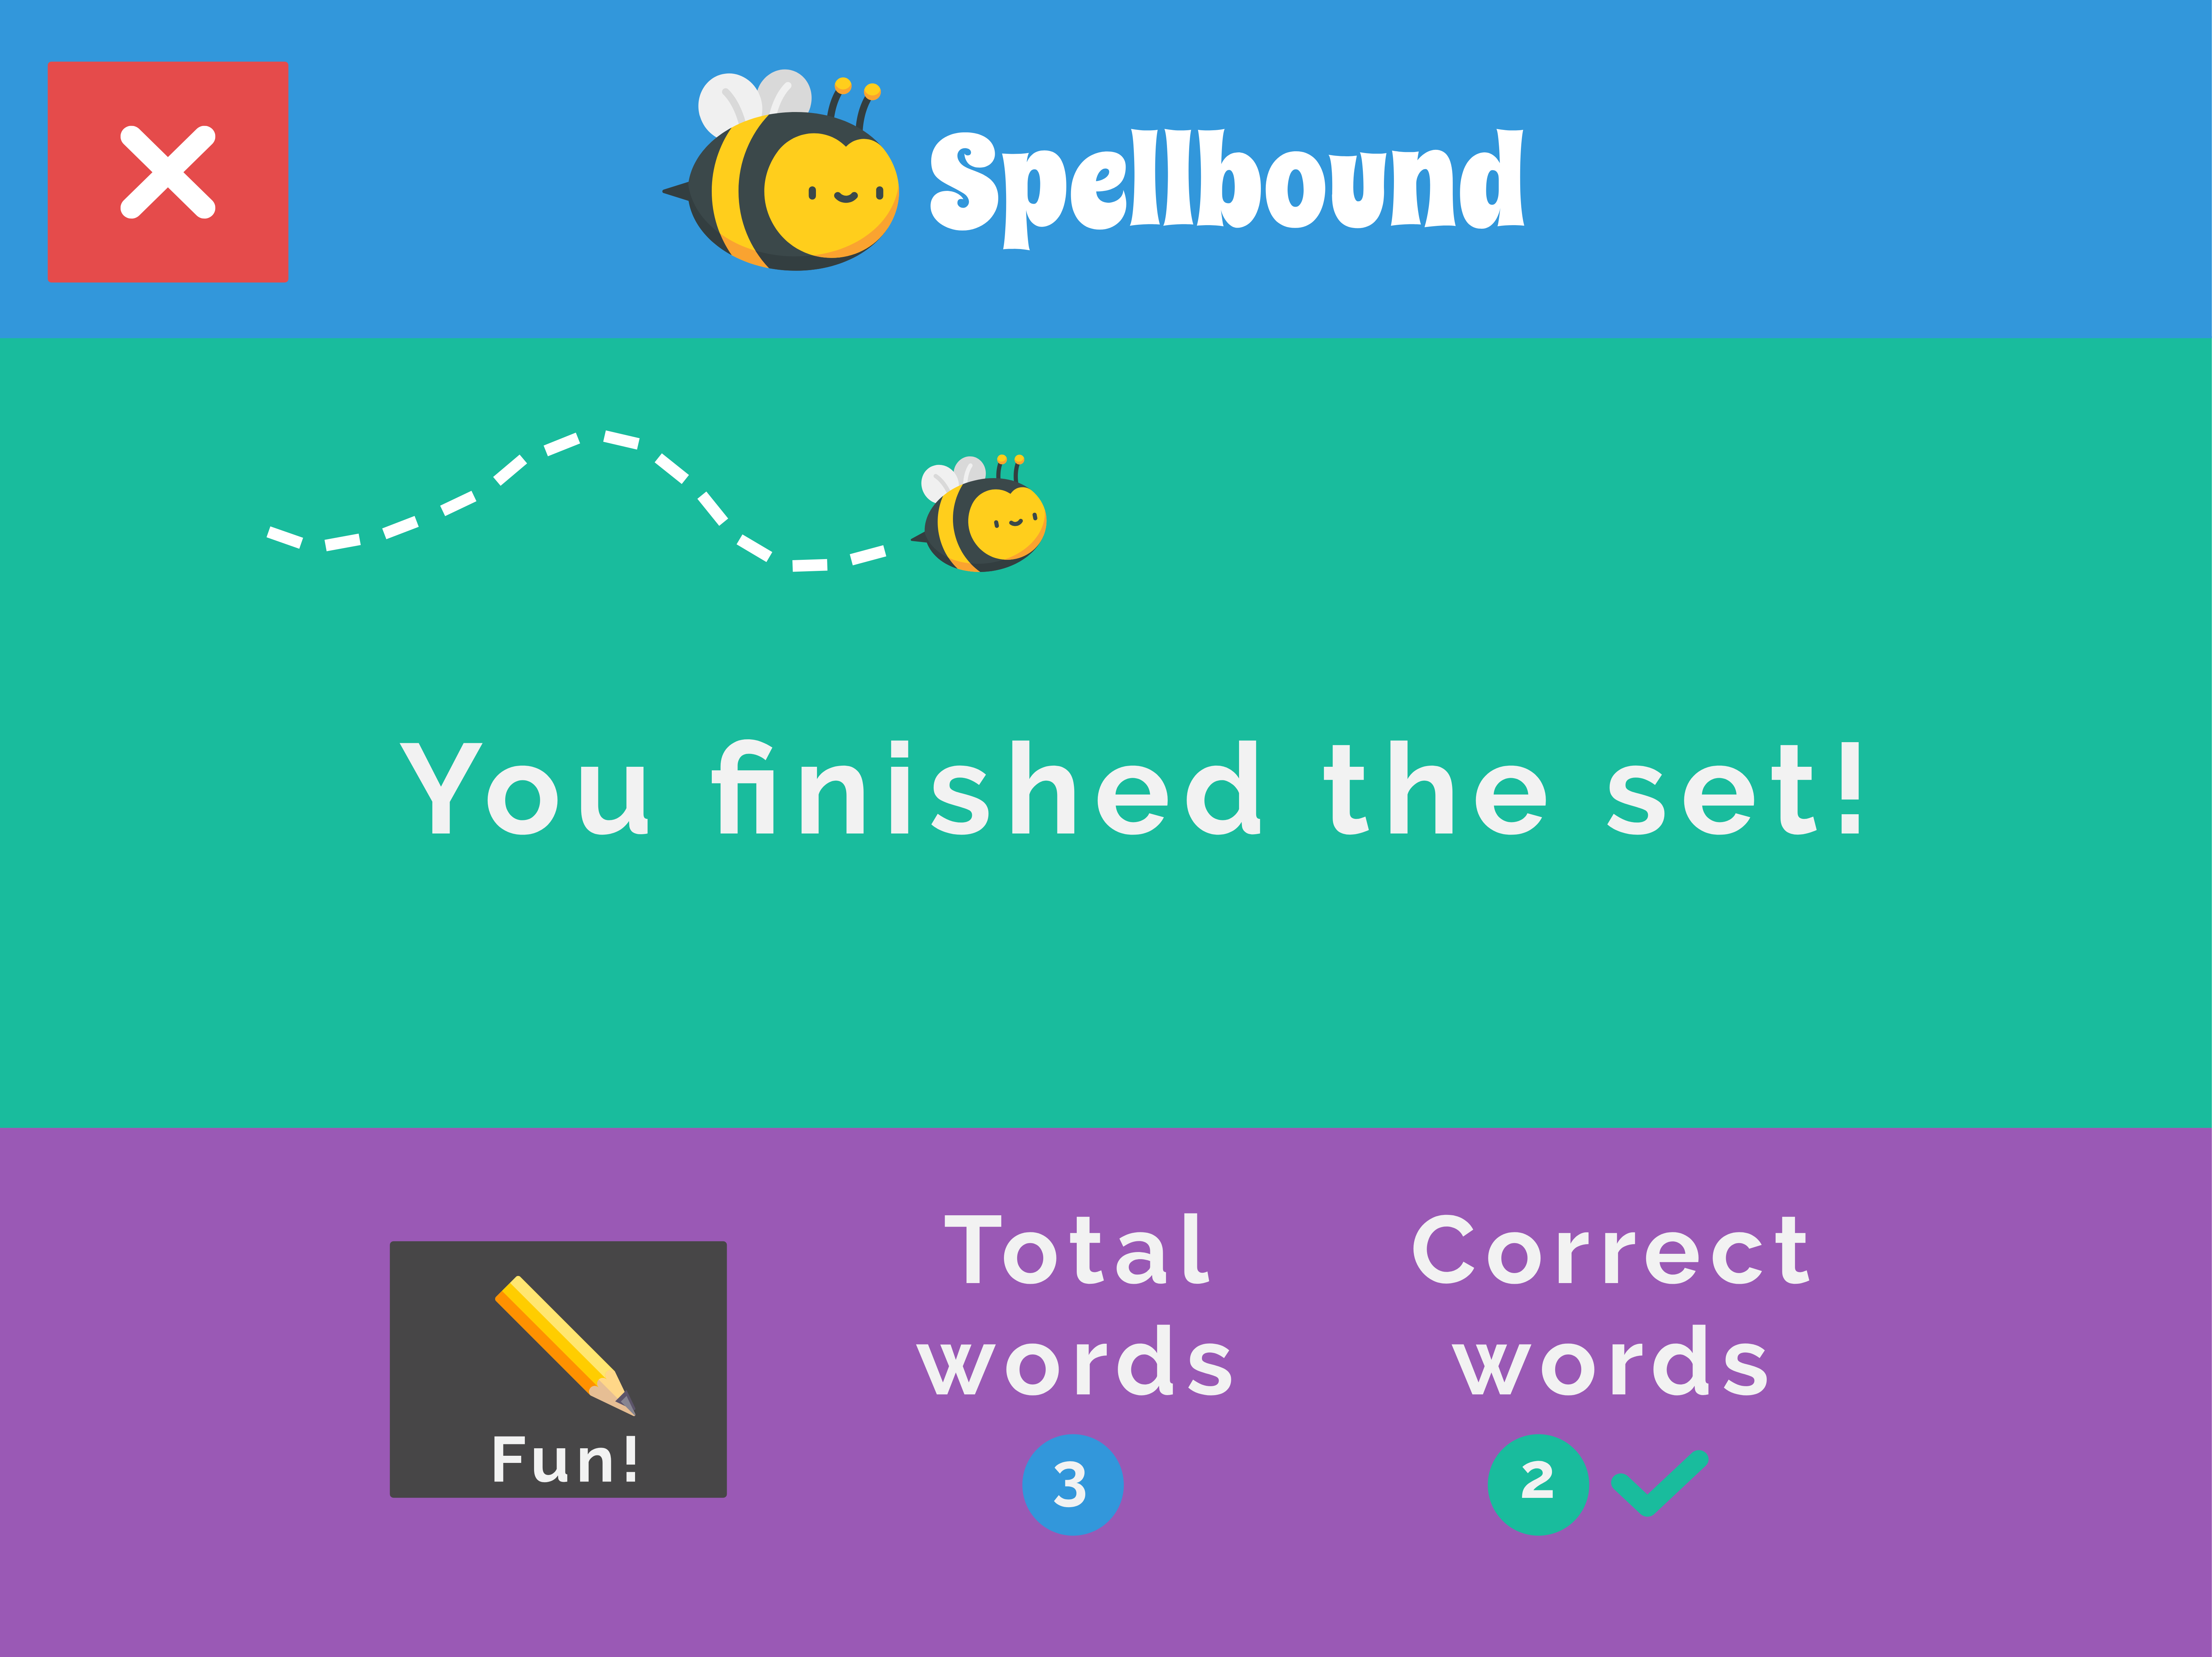 Spellbound
You finished the set!
Fun!
Total
words
3
Correct
words
2